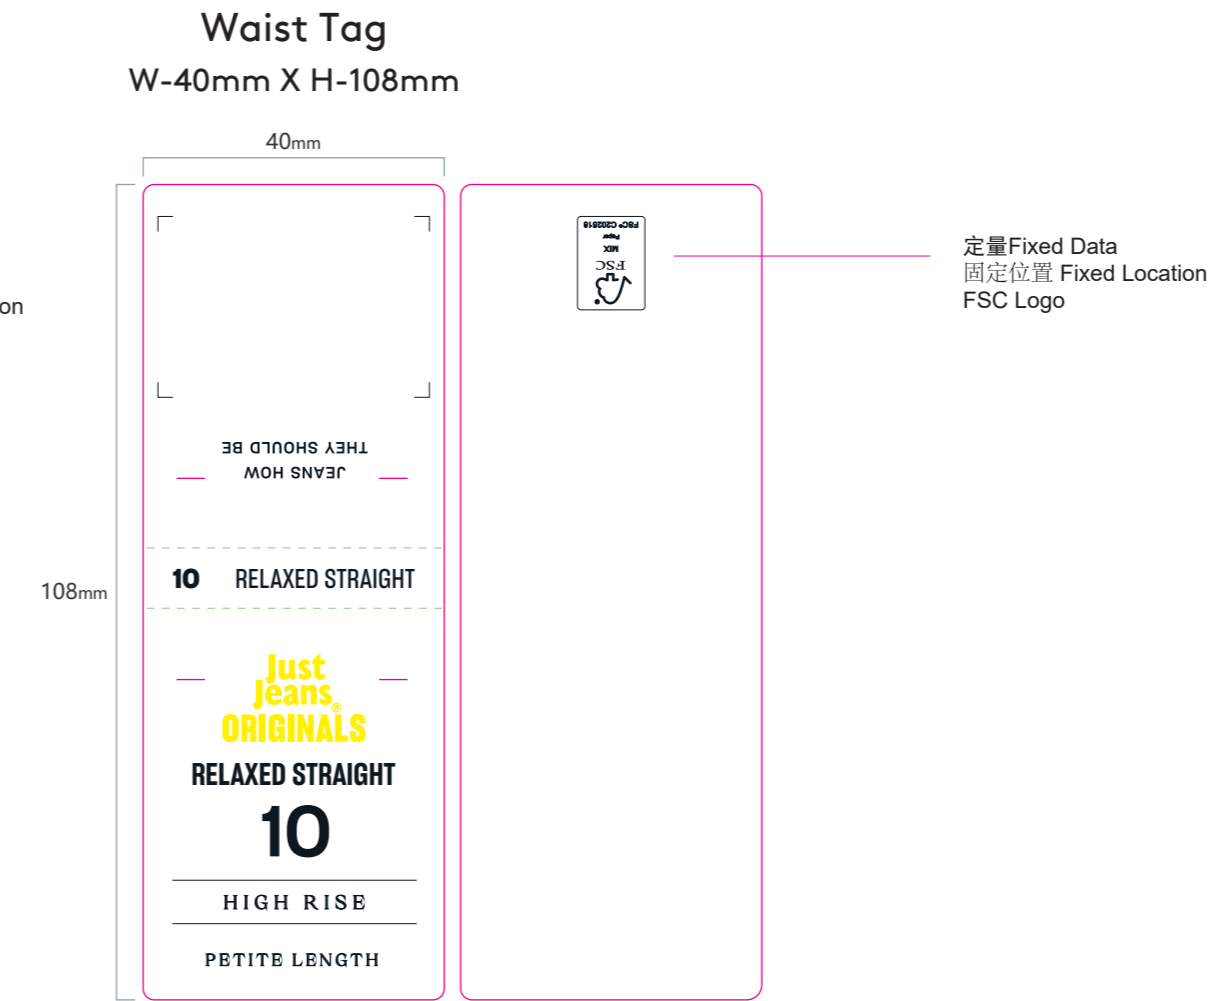 Waist Tag
W-40mm X H-108mm
40mm
on
108mm
THEY SHOULD BE
JEANS HOW
10 RELAXED STRAIGHT
Just
Jeans®
ORIGINALS
RELAXED STRAIGHT
10
HIGH RISE
PETITE LENGTH
FSC® C202518
Paper
MIX
FSC
定量Fixed Data
固定位置 Fixed Location
FSC Logo